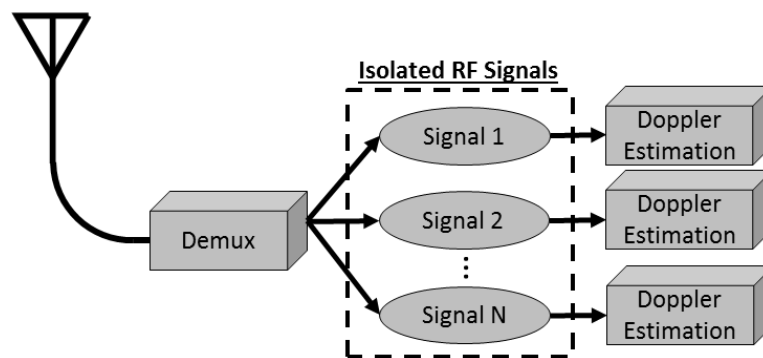 Isolated RF Signals
Signal 1
Doppler
Estimation
Demux
Signal 2
Doppler
Estimation
⋮
Signal N
Doppler
Estimation